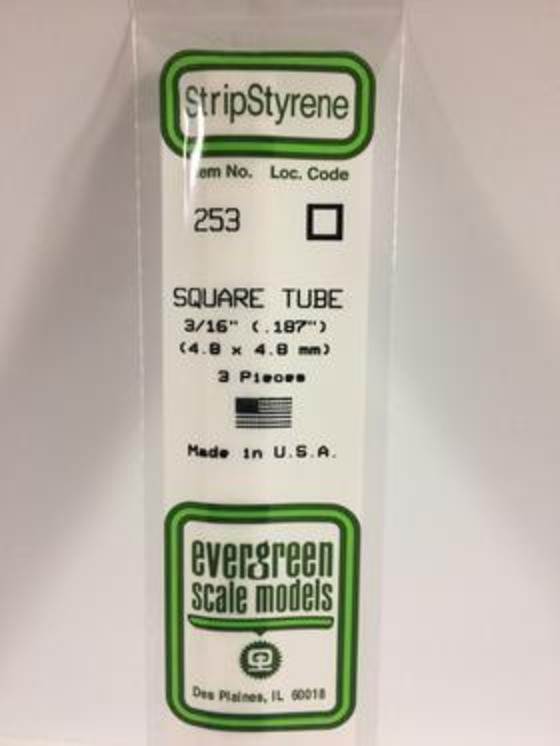 StripStyrene
Item No. Loc. Code
253
SQUARE TUBE
3/16" (.187")
(4.8 x 4.8 mm)
3 Pieces
Made in U.S.A.
evergreen
scale models
Des Plaines, IL 60018